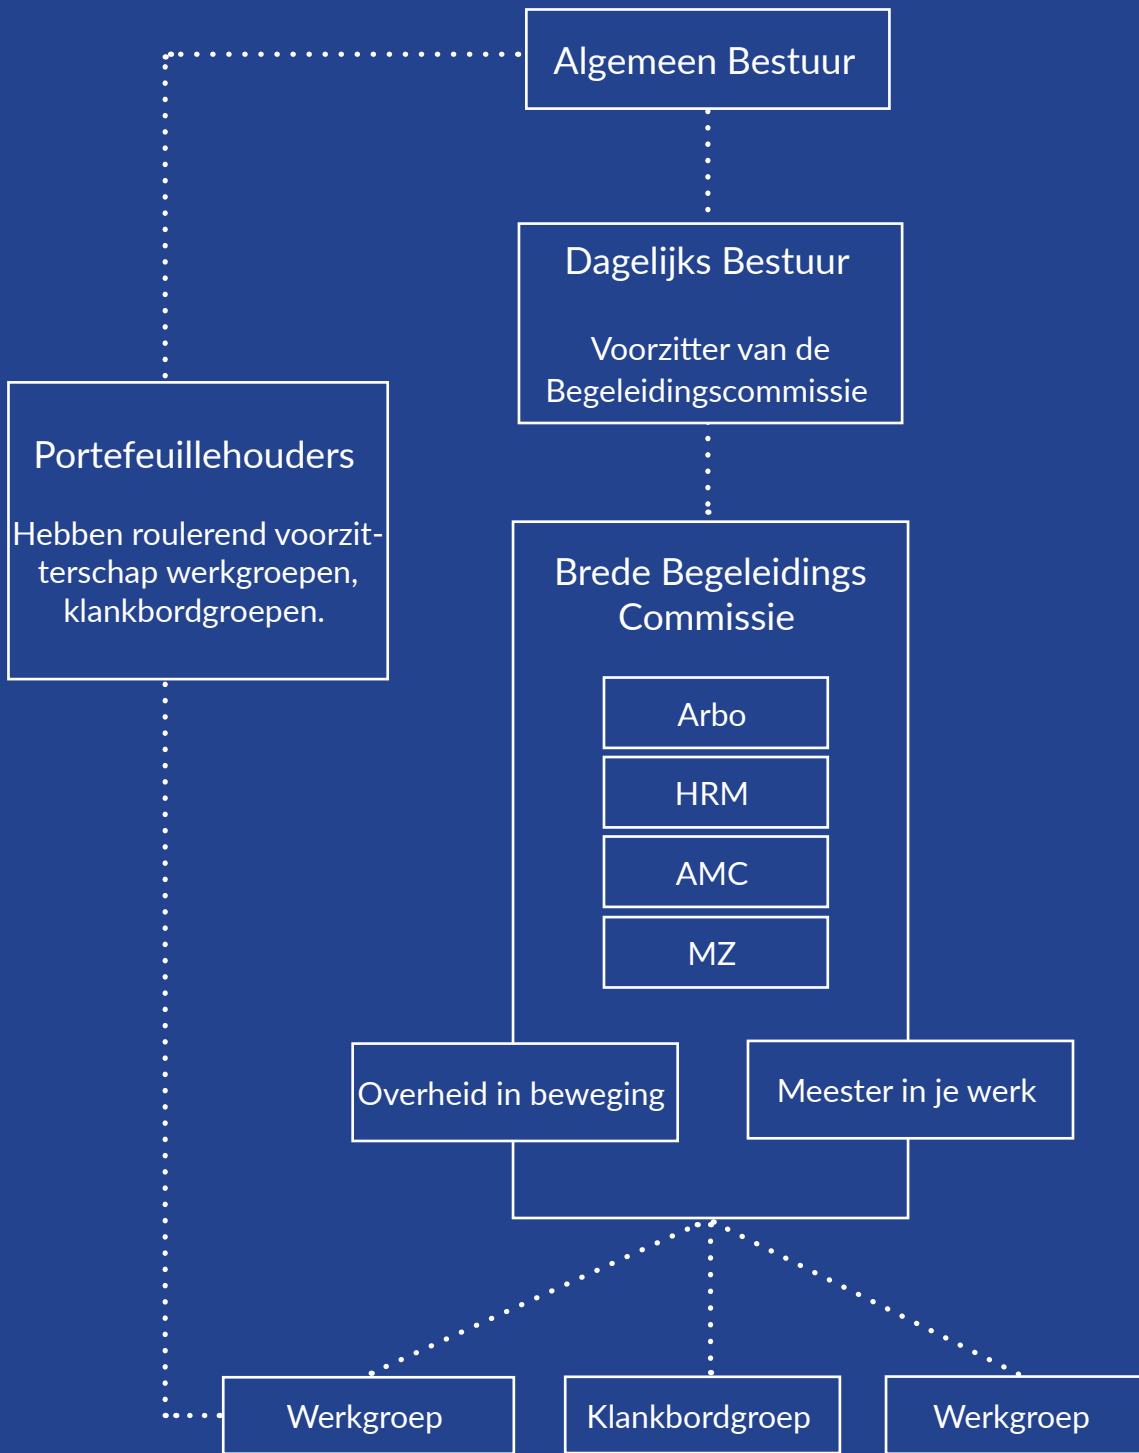 Algemeen Bestuur
Dagelijks Bestuur
Voorzitter van de
Begeleidingscommissie
Portefeuillehouders
Hebben roulerend voorzit-
terschap werkgroepen,
klankbordgroepen.
Brede Begeleidings
Commissie
Arbo
HRM
AMC
MZ
Overheid in beweging
Meester in je werk
Werkgroep
Klankbordgroep
Werkgroep